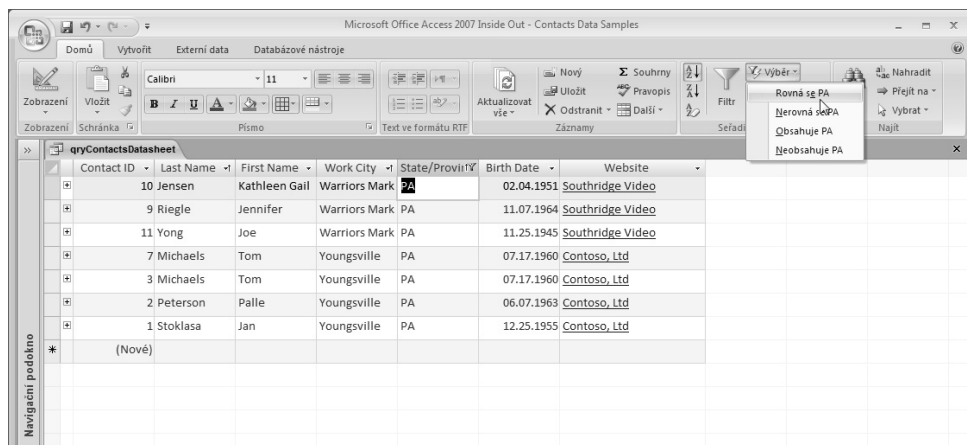 Microsoft Office Access 2007 Inside Out - Contacts Data Samples
Domů Vytvořit Externí data Databázové nástroje
Zobrazení
Vložit
Calibri 11
B I U A
Aktualizovat vše
Nový
Uložit
Odstranit
Souhrny
Pravopis
Další
Filtr
Výběr
Rovná se PA
Nerovná se PA
Obsahuje PA
Neobsahuje PA
Nahradit
Přejít na
Vybrat
Zobrazení Schránka Písmo Text ve formátu RTF Záznamy Najít
qryContactsDatasheet
Contact ID Last Name First Name Work City State/Provin Birth Date Website
10 Jensen Kathleen Gail Warriors Mark PA 02.04.1951 Southridge Video
9 Riegle Jennifer Warriors Mark PA 11.07.1964 Southridge Video
11 Yong Joe Warriors Mark PA 11.25.1945 Southridge Video
7 Michaels Tom Youngsville PA 07.17.1960 Contoso, Ltd
3 Michaels Tom Youngsville PA 07.17.1960 Contoso, Ltd
2 Peterson Palle Youngsville PA 06.07.1963 Contoso, Ltd
1 Stoklasa Jan Youngsville PA 12.25.1955 Contoso, Ltd
(Nové)
Navigační podokno